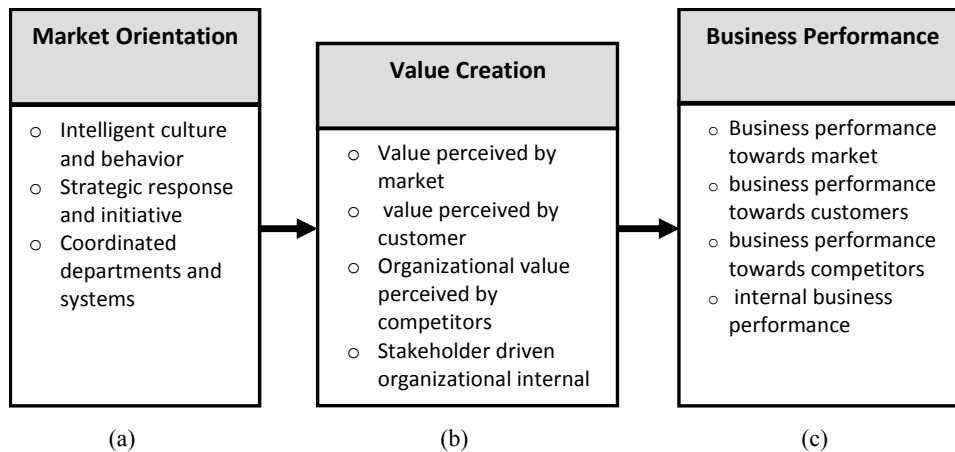 Market Orientation
○ Intelligent culture
and behavior
○ Strategic response
and initiative
○ Coordinated
departments and
systems
(a)
Value Creation
○ Value perceived by
market
○ value perceived by
customer
○ Organizational value
perceived by
competitors
○ Stakeholder driven
organizational internal
(b)
Business Performance
○ Business performance
towards market
○ business performance
towards customers
○ business performance
towards competitors
○ internal business
performance
(c)